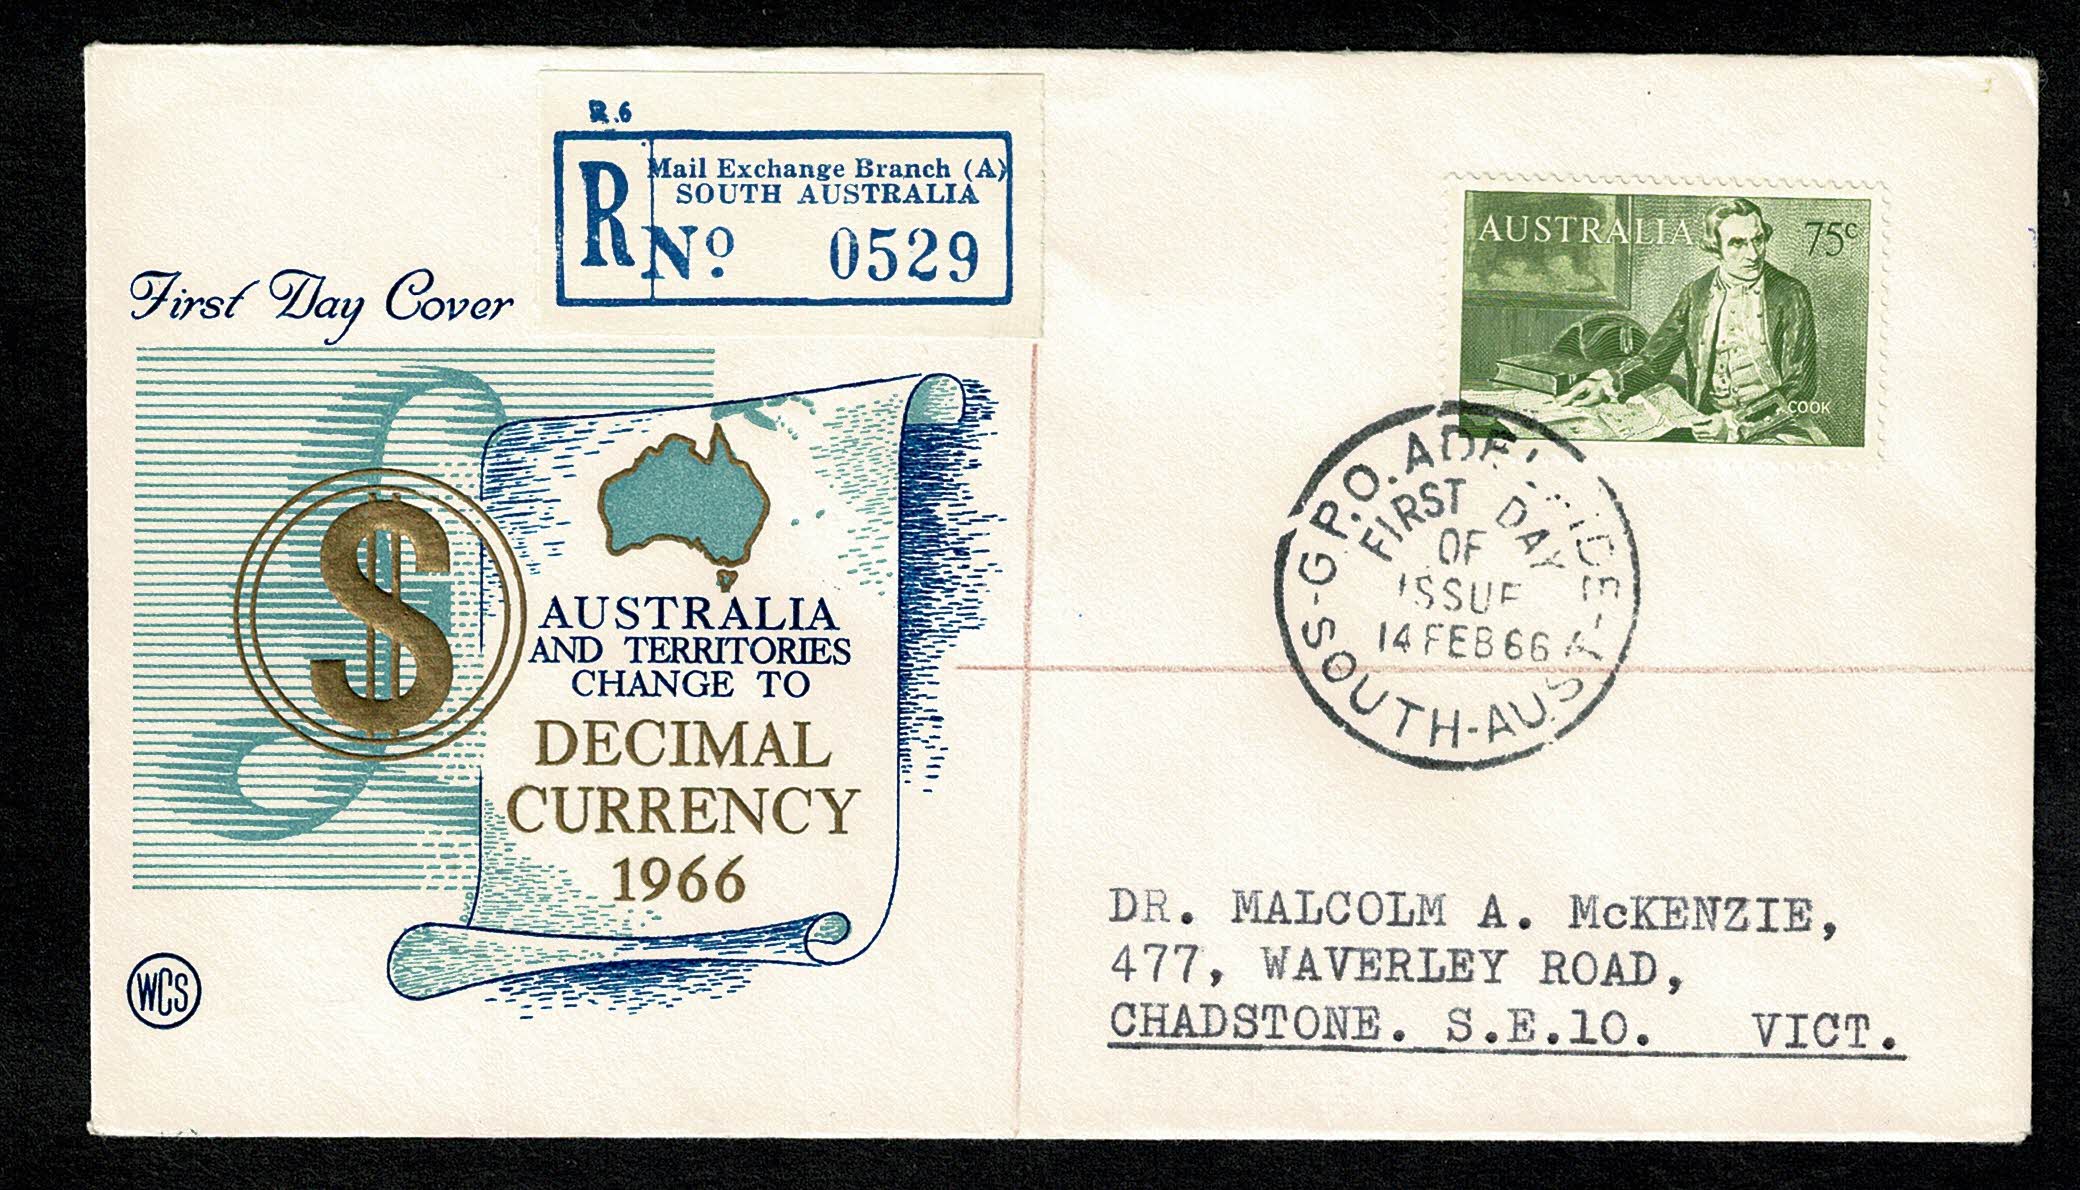 R.6
R Mail Exchange Branch (A)
SOUTH AUSTRALIA
No. 0529
First Day Cover
AUSTRALIA 75c
COOK
G.P.O. ADELAIDE
FIRST DAY
OF
ISSUE
14 FEB 66
SOUTH-AUST
$
AUSTRALIA
AND TERRITORIES
CHANGE TO
DECIMAL
CURRENCY
1966
WCS
DR. MALCOLM A. McKENZIE,
477, WAVERLEY ROAD,
CHADSTONE. S.E.10. VICT.